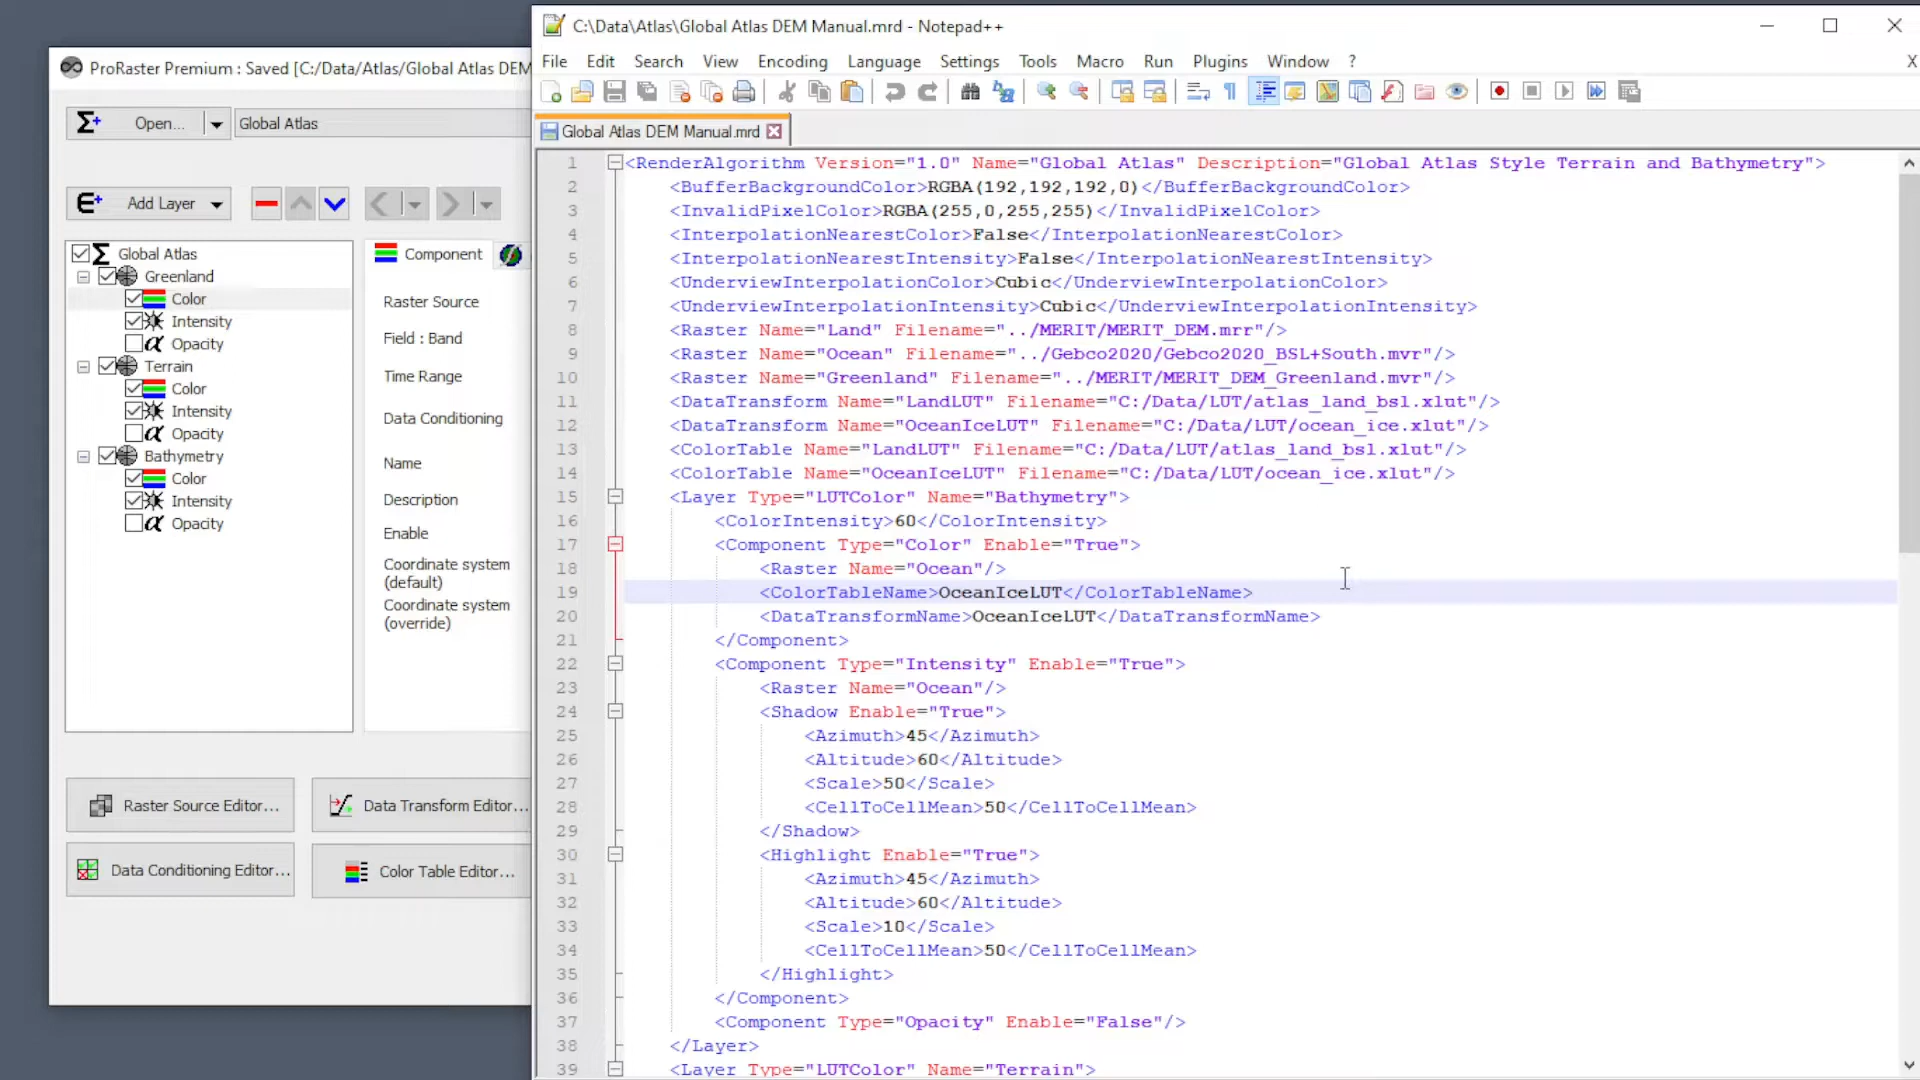 ProRaster Premium : Saved [C:/Data/Atlas/Global Atlas DEM
Open...
Global Atlas
Add Layer
Global Atlas
Greenland
Color
Intensity
Opacity
Terrain
Color
Intensity
Opacity
Bathymetry
Color
Intensity
Opacity
Component
Raster Source
Field : Band
Time Range
Data Conditioning
Name
Description
Enable
Coordinate system
(default)
Coordinate system
(override)
Raster Source Editor...
Data Transform Editor...
Data Conditioning Editor...
Color Table Editor...
C:\Data\Atlas\Global Atlas DEM Manual.mrd - Notepad++
File Edit Search View Encoding Language Settings Tools Macro Run Plugins Window ? X
Global Atlas DEM Manual.mrd
1 <RenderAlgorithm Version="1.0" Name="Global Atlas" Description="Global Atlas Style Terrain and Bathymetry">
2 <BufferBackgroundColor>RGBA(192,192,192,0)</BufferBackgroundColor>
3 <InvalidPixelColor>RGBA(255,0,255,255)</InvalidPixelColor>
4 <InterpolationNearestColor>False</InterpolationNearestColor>
5 <InterpolationNearestIntensity>False</InterpolationNearestIntensity>
6 <UnderviewInterpolationColor>Cubic</UnderviewInterpolationColor>
7 <UnderviewInterpolationIntensity>Cubic</UnderviewInterpolationIntensity>
8 <Raster Name="Land" Filename="../MERIT/MERIT_DEM.mrr"/>
9 <Raster Name="Ocean" Filename="../Gebco2020/Gebco2020_BSL+South.mvr"/>
10 <Raster Name="Greenland" Filename="../MERIT/MERIT_DEM_Greenland.mvr"/>
11 <DataTransform Name="LandLUT" Filename="C:/Data/LUT/atlas_land_bsl.xlut"/>
12 <DataTransform Name="OceanIceLUT" Filename="C:/Data/LUT/ocean_ice.xlut"/>
13 <ColorTable Name="LandLUT" Filename="C:/Data/LUT/atlas_land_bsl.xlut"/>
14 <ColorTable Name="OceanIceLUT" Filename="C:/Data/LUT/ocean_ice.xlut"/>
15 <Layer Type="LUTColor" Name="Bathymetry">
16 <ColorIntensity>60</ColorIntensity>
17 <Component Type="Color" Enable="True">
18 <Raster Name="Ocean"/>
19 <ColorTableName>OceanIceLUT</ColorTableName>
20 <DataTransformName>OceanIceLUT</DataTransformName>
21 </Component>
22 <Component Type="Intensity" Enable="True">
23 <Raster Name="Ocean"/>
24 <Shadow Enable="True">
25 <Azimuth>45</Azimuth>
26 <Altitude>60</Altitude>
27 <Scale>50</Scale>
28 <CellToCellMean>50</CellToCellMean>
29 </Shadow>
30 <Highlight Enable="True">
31 <Azimuth>45</Azimuth>
32 <Altitude>60</Altitude>
33 <Scale>10</Scale>
34 <CellToCellMean>50</CellToCellMean>
35 </Highlight>
36 </Component>
37 <Component Type="Opacity" Enable="False"/>
38 </Layer>
39 <Layer Type="LUTColor" Name="Terrain">